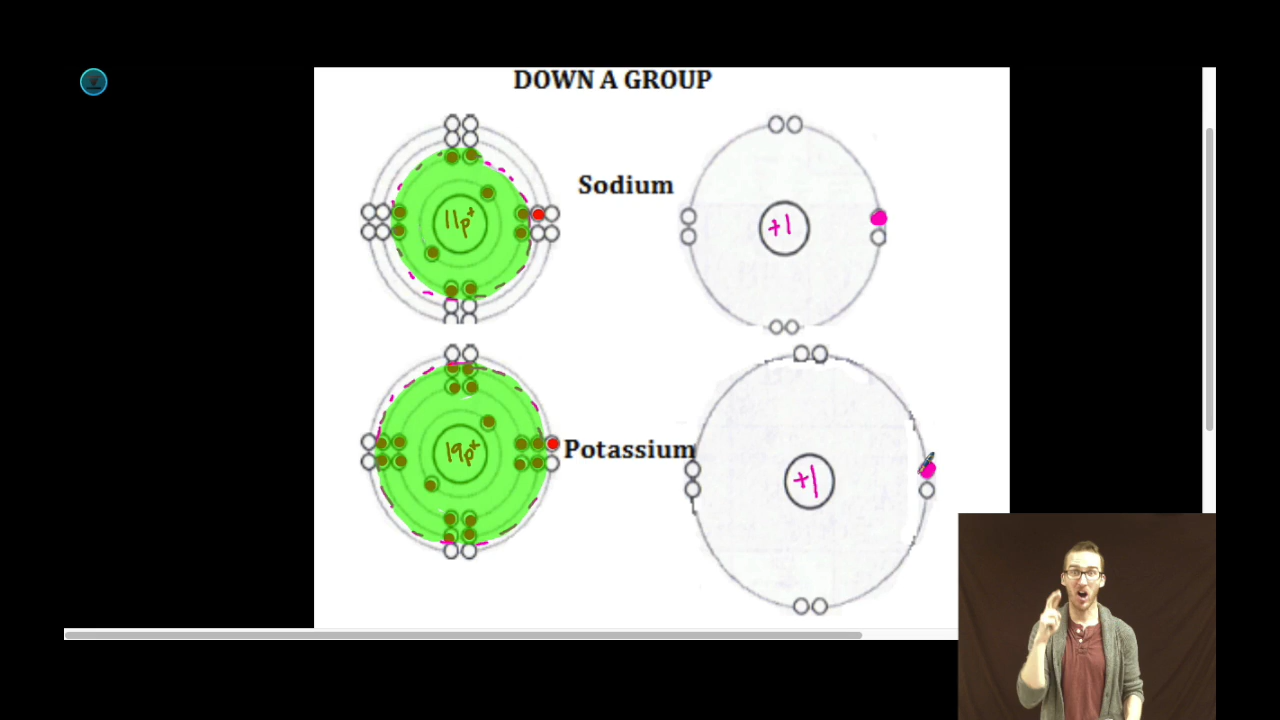 DOWN A GROUP
11p⁺
Sodium
+1
19p⁺
Potassium
+1